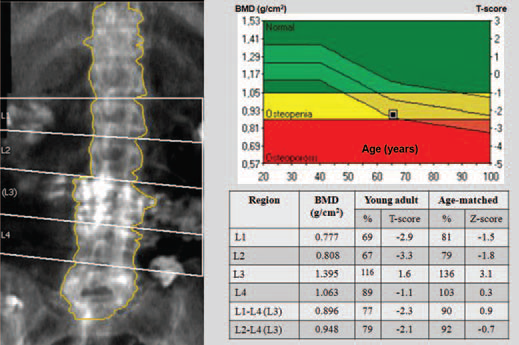 L1
L2
(L3)
L4
BMD (g/cm²) T-score
1,53 3
1,41 2
1,29 1
1,17 0
1,05 -1
0,93 -2
0,81 -3
0,69 -4
0,57 -5
Normal
Osteopenia
Osteoporosis
Age (years)
20 30 40 50 60 70 80 90 100
Region BMD (g/cm²) Young adult Age-matched
% T-score % Z-score
L1 0.777 69 -2.9 81 -1.5
L2 0.808 67 -3.3 79 -1.8
L3 1.395 116 1.6 136 3.1
L4 1.063 89 -1.1 103 0.3
L1-L4 (L3) 0.896 77 -2.3 90 0.9
L2-L4 (L3) 0.948 79 -2.1 92 -0.7